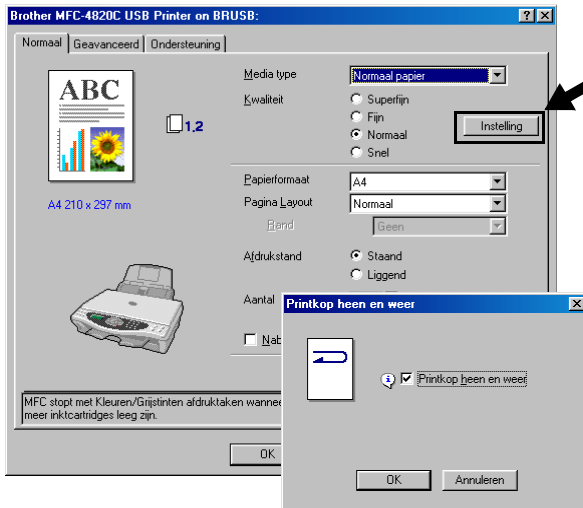 Brother MFC-4820C USB Printer on BRUSB:
Normaal Geavanceerd Ondersteuning
ABC
1.2
A4 210 x 297 mm
Media type Normaal papier
Kwaliteit Superfijn
Fijn
Normaal
Snel
Instelling
Papierformaat A4
Pagina Layout Normaal
Rand Geen
Afdrukstand Staand
Liggend
Aantal
MFC stopt met Kleuren/Grijstinten afdruktaken
meer inktcartridges leeg zijn.
OK
Printkop heen en weer
Printkop heen en weer
OK Annuleren